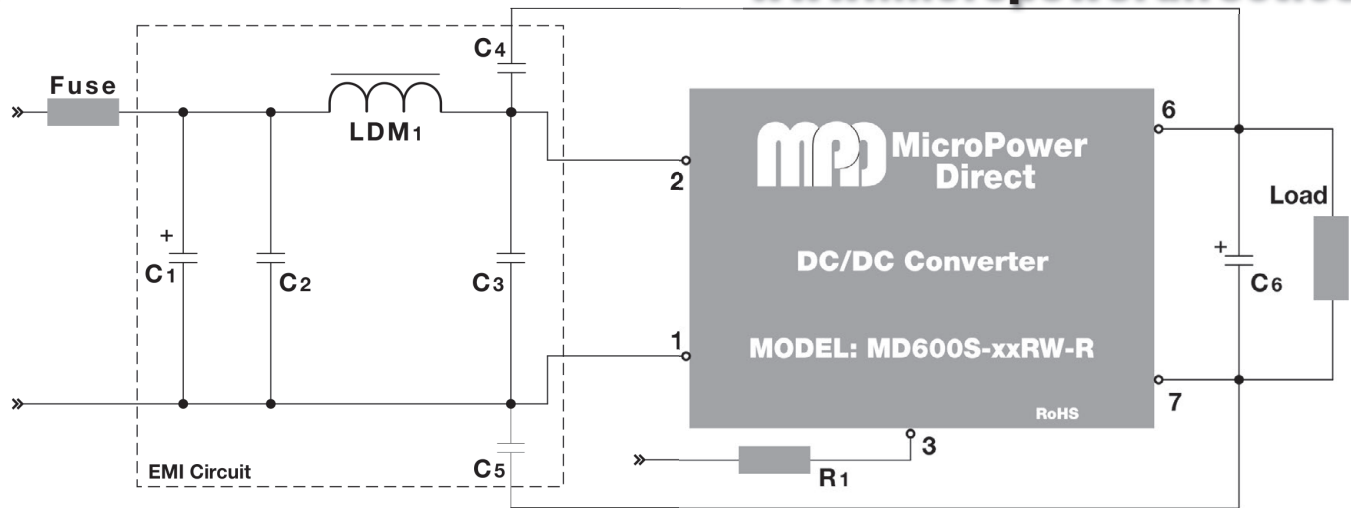 C4
Fuse
LDM1
6
MPD MicroPower
Direct
2
Load
+
C1
C2
C3
DC/DC Converter
+
C6
1
MODEL: MD600S-xxRW-R
7
RoHS
3
EMI Circuit
C5
R1